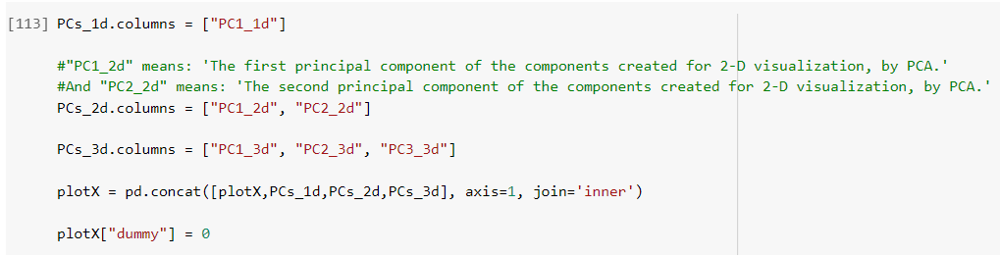 [113] PCs_1d.columns = ["PC1_1d"]
#"PC1_2d" means: 'The first principal component of the components created for 2-D visualization, by PCA.'
#And "PC2_2d" means: 'The second principal component of the components created for 2-D visualization, by PCA.'
PCs_2d.columns = ["PC1_2d", "PC2_2d"]
PCs_3d.columns = ["PC1_3d", "PC2_3d", "PC3_3d"]
plotX = pd.concat([plotX,PCs_1d,PCs_2d,PCs_3d], axis=1, join='inner')
plotX["dummy"] = 0